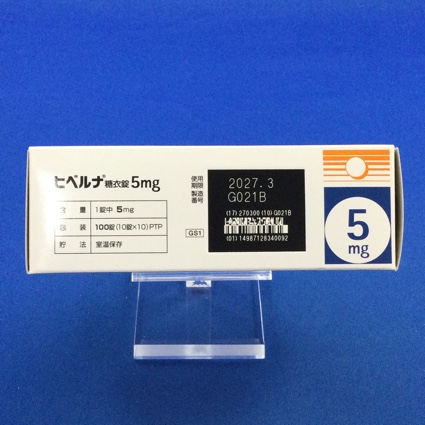 ヒベルナ糖衣錠5mg
含　量　1錠中 5mg
包　装　100錠(10錠×10)PTP
貯　法　室温保存
使用
期限
製造
番号
2027. 3
G021B
(17) 270300 (10) G021B
(01) 14987128340092
GS1
5
mg